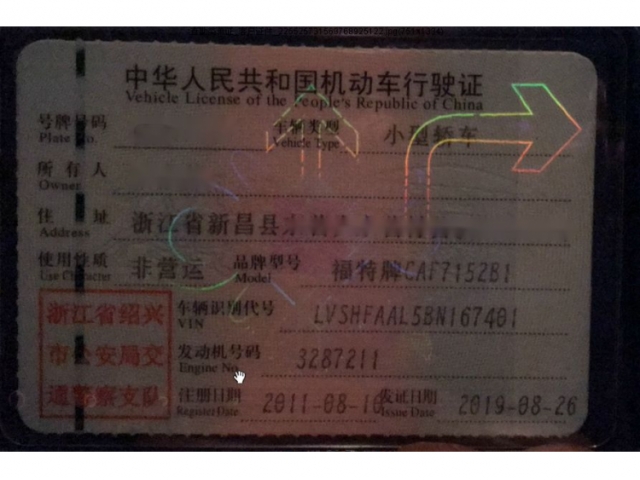 中华人民共和国机动车行驶证
Vehicle License of the People's Republic of China
号牌号码 车辆类型 小型轿车
Plate No. Vehicle Type
所有人
Owner
住址 浙江省新昌县
Address
使用性质 非营运 品牌型号 福特牌CAF7152B1
Use Character Model
浙江省绍兴 车辆识别代号 LVSHFAAL5BN167401
VIN
市公安局交 发动机号码 3287211
Engine No.
通警察支队 注册日期 2011-08-16 发证日期 2019-08-26
Register Date Issue Date